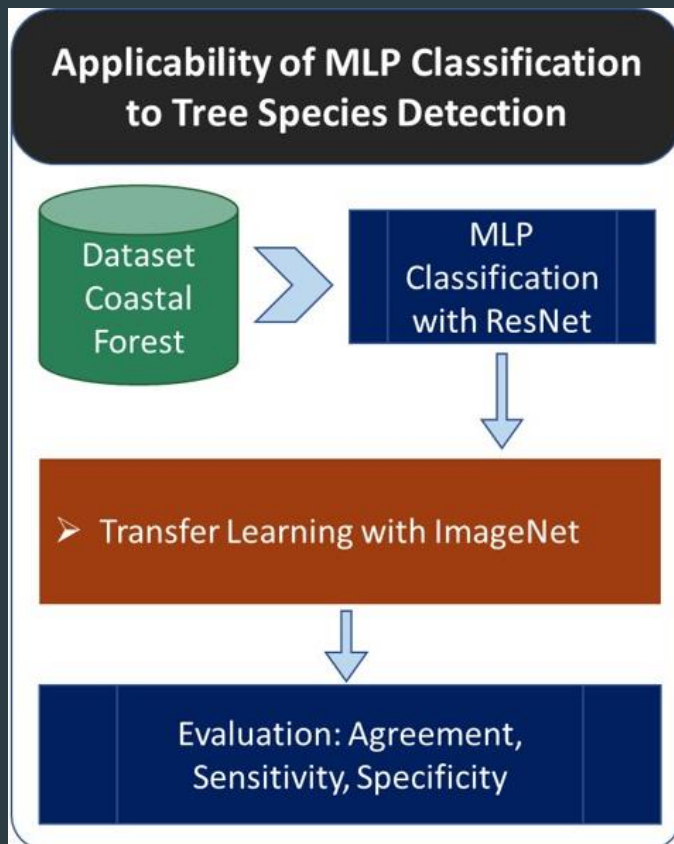 Applicability of MLP Classification
to Tree Species Detection
Dataset
Coastal
Forest
MLP
Classification
with ResNet
➢ Transfer Learning with ImageNet
Evaluation: Agreement,
Sensitivity, Specificity